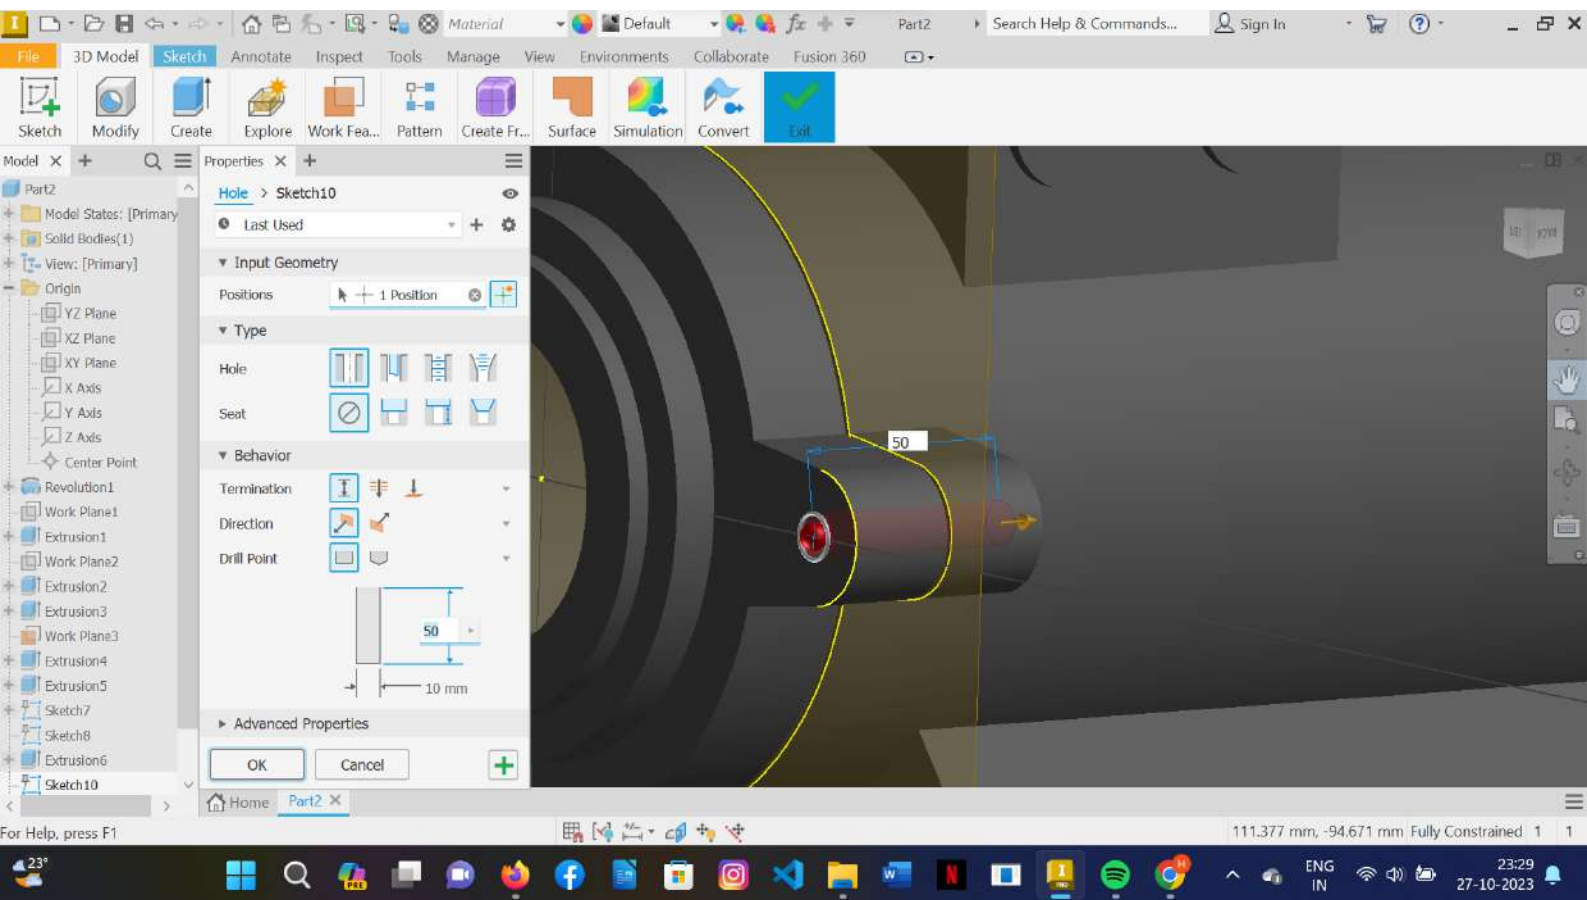 Material
Default
Part2
Search Help & Commands...
Sign In
File
3D Model
Sketch
Annotate
Inspect
Tools
Manage
View
Environments
Collaborate
Fusion 360
Sketch
Modify
Create
Explore
Work Fea...
Pattern
Create Fr...
Surface
Simulation
Convert
Exit
Model
Properties
Part2
Model States: [Primary
Solid Bodies(1)
View: [Primary]
Origin
YZ Plane
XZ Plane
XY Plane
X Axis
Y Axis
Z Axis
Center Point
Revolution1
Work Plane1
Extrusion1
Work Plane2
Extrusion2
Extrusion3
Work Plane3
Extrusion4
Extrusion5
Sketch7
Sketch8
Extrusion6
Sketch10
Hole > Sketch10
Last Used
Input Geometry
Positions
1 Position
Type
Hole
Seat
Behavior
Termination
Direction
Drill Point
50
10 mm
Advanced Properties
OK
Cancel
50
Home
Part2
For Help, press F1
111.377 mm, -94.671 mm Fully Constrained 1 1
23°
PRE
W
N
I
PRO
H
ENG
IN
23:29
27-10-2023